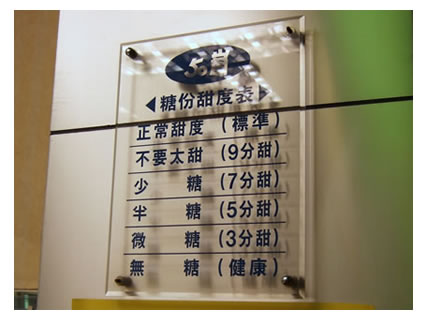 50嵐
◀糖份甜度表▶
正常甜度(標準)
不要太甜(9分甜)
少 糖(7分甜)
半 糖(5分甜)
微 糖(3分甜)
無 糖(健康)